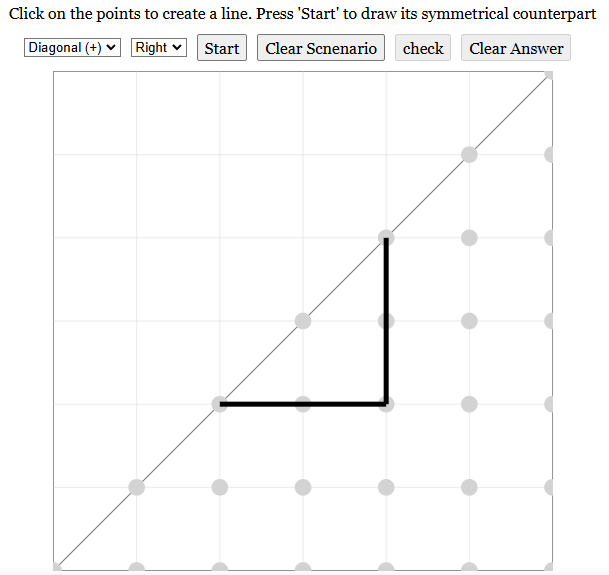 Click on the points to create a line. Press 'Start' to draw its symmetrical counterpart
Diagonal (+) Right Start Clear Scnenario check Clear Answer